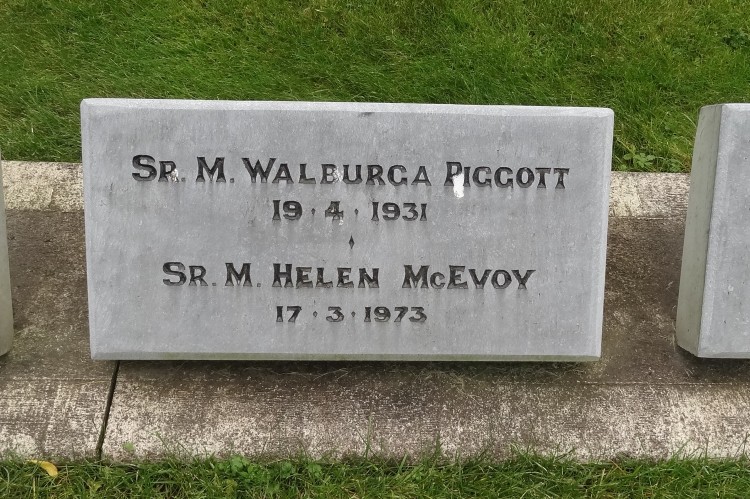 Sr. M. Walburga Piggott
19 · 4 · 1931
Sr. M. Helen McEvoy
17 · 3 · 1973